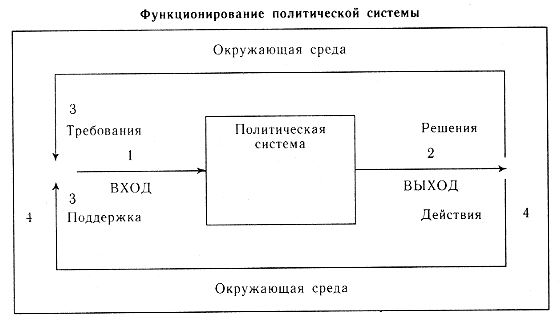 Функционирование политической системы
Окружающая среда
3
Требования
Политическая
система
Решения
1
2
ВХОД
ВЫХОД
3
4
Поддержка
Действия
4
Окружающая среда